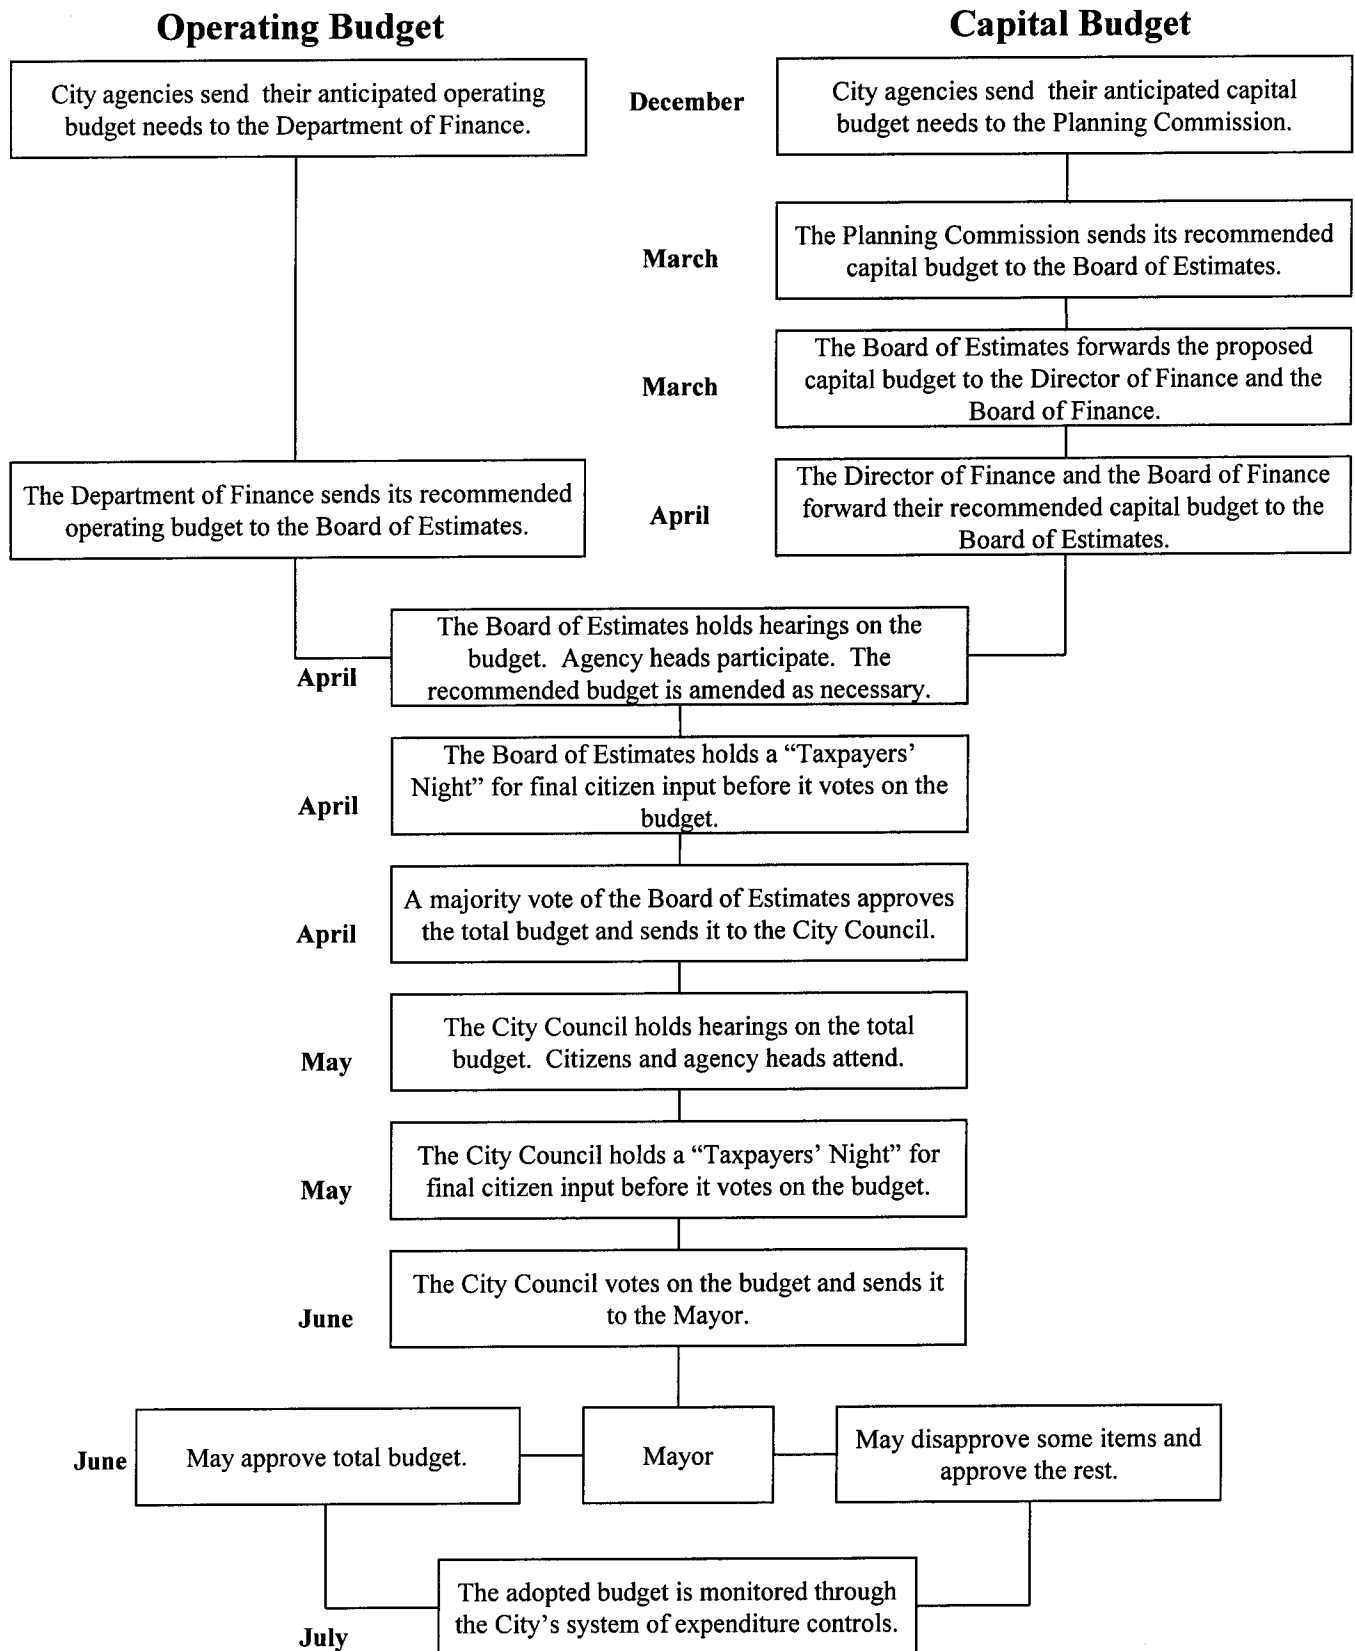 Operating Budget
Capital Budget
City agencies send their anticipated operating
budget needs to the Department of Finance.
December
City agencies send their anticipated capital
budget needs to the Planning Commission.
March
The Planning Commission sends its recommended
capital budget to the Board of Estimates.
March
The Board of Estimates forwards the proposed
capital budget to the Director of Finance and the
Board of Finance.
The Department of Finance sends its recommended
operating budget to the Board of Estimates.
April
The Director of Finance and the Board of Finance
forward their recommended capital budget to the
Board of Estimates.
April
The Board of Estimates holds hearings on the
budget. Agency heads participate. The
recommended budget is amended as necessary.
April
The Board of Estimates holds a “Taxpayers’
Night” for final citizen input before it votes on the
budget.
April
A majority vote of the Board of Estimates approves
the total budget and sends it to the City Council.
May
The City Council holds hearings on the total
budget. Citizens and agency heads attend.
May
The City Council holds a “Taxpayers’ Night” for
final citizen input before it votes on the budget.
June
The City Council votes on the budget and sends it
to the Mayor.
June
May approve total budget.
Mayor
May disapprove some items and
approve the rest.
July
The adopted budget is monitored through
the City’s system of expenditure controls.